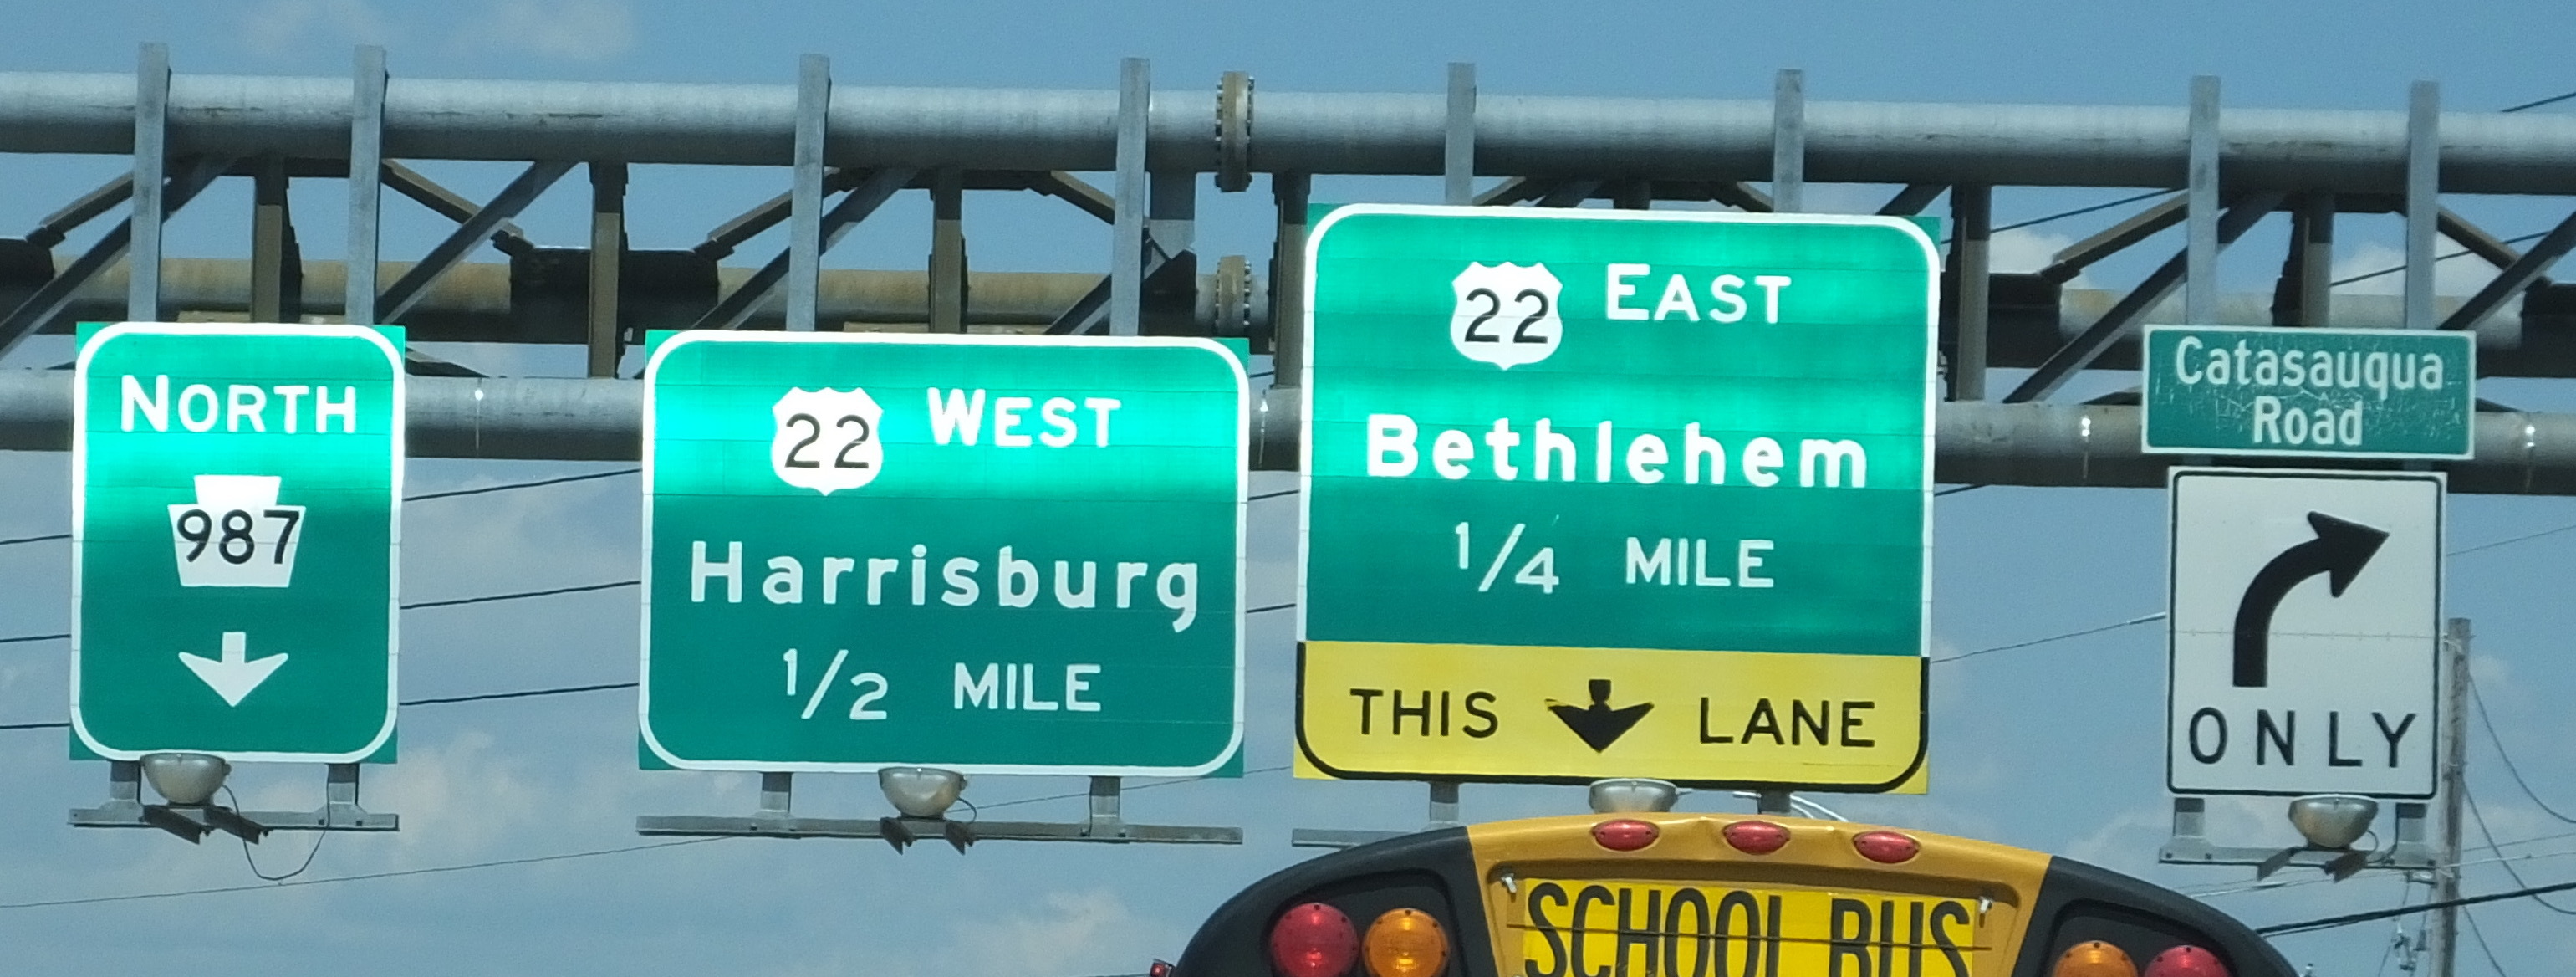 NORTH
987
22 WEST
Harrisburg
1/2 MILE
22 EAST
Bethlehem
1/4 MILE
THIS LANE
Catasauqua
Road
ONLY
SCHOOL BUS